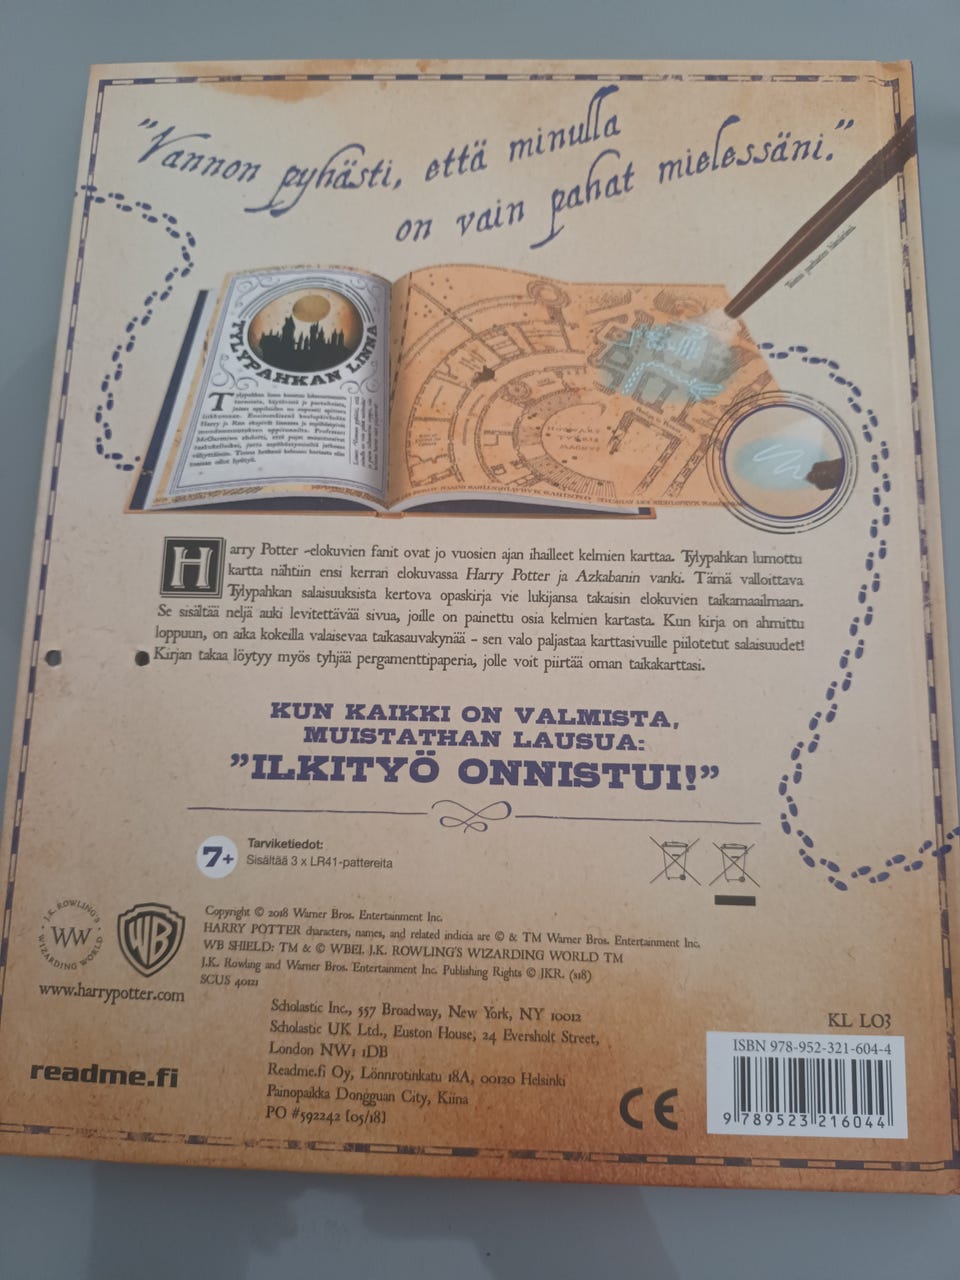 "Vannon pyhästi, että minulla
on vain pahat mielessäni."
TYLYPAHKAN LINNA
Harry Potter -elokuvien fanit ovat jo vuosien ajan ihailleet kelmien karttaa. Tylypahkan lumottu
kartta nähtiin ensi kerran elokuvassa Harry Potter ja Azkabanin vanki. Tämä valloittava
Tylypahkan salaisuuksista kertova opaskirja vie lukijansa takaisin elokuvien taikamaailmaan.
Se sisältää neljä auki levitettävää sivua, joille on painettu osia kelmien kartasta. Kun kirja on ahmittu
loppuun, on aika kokeilla valaisevaa taikasauvakynää – sen valo paljastaa karttasivuille piilotetut salaisuudet!
Kirjan takaa löytyy myös tyhjää pergamenttipaperia, jolle voit piirtää oman taikakarttasi.
KUN KAIKKI ON VALMISTA,
MUISTATHAN LAUSUA:
"ILKITYÖ ONNISTUI!"
7+
Tarviketiedot:
Sisältää 3 x LR41-pattereita
J.K. ROWLING'S
WW
WIZARDING WORLD
WB
www.harrypotter.com
Copyright © 2018 Warner Bros. Entertainment Inc.
HARRY POTTER characters, names, and related indicia are © & TM Warner Bros. Entertainment Inc.
WB SHIELD: TM & © WBEI. J.K. ROWLING'S WIZARDING WORLD TM
J.K. Rowling and Warner Bros. Entertainment Inc. Publishing Rights © JKR. (s18)
SCUS 40121
Scholastic Inc., 557 Broadway, New York, NY 10012
Scholastic UK Ltd., Euston House, 24 Eversholt Street,
London NW1 1DB
Readme.fi Oy, Lönnrotinkatu 18A, 00120 Helsinki
Painopaikka Dongguan City, Kiina
PO #592242 [05/18]
readme.fi
CE
KL LO3
ISBN 978-952-321-604-4
9 789523 216044